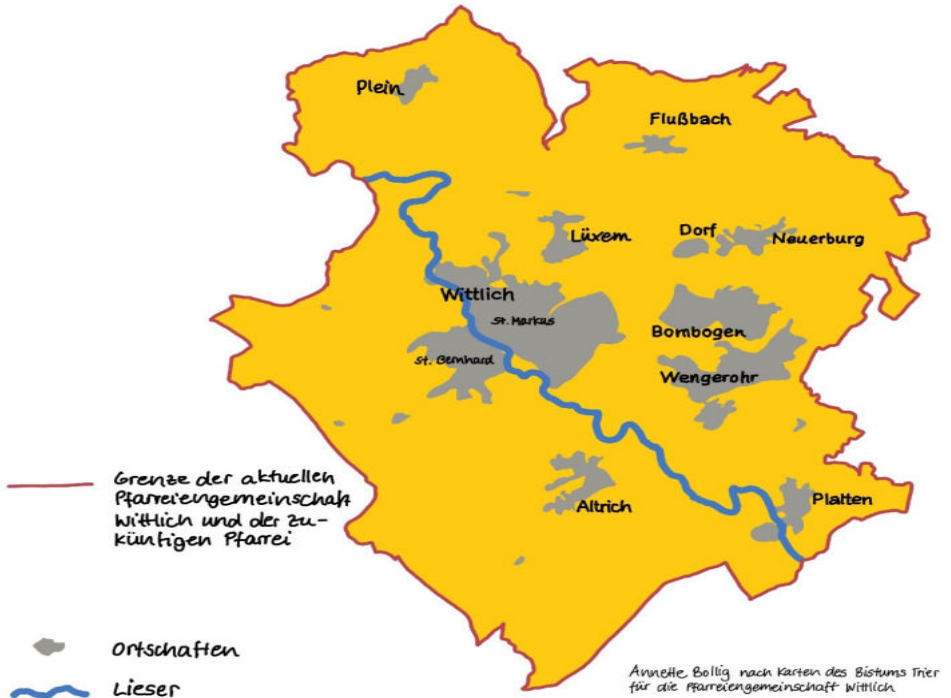 Plein
Flußbach
Lüxem
Dorf
Neuerburg
Wittlich
St. Markus
Bombogen
St. Bernhard
Wengerohr
Altrich
Platten
Grenze der aktuellen
Pfarreiengemeinschaft
Wittlich und der zu-
künftigen Pfarrei
Ortschaften
Lieser
Annette Bollig nach Karten des Bistums Trier
für die Pfarreiengemeinschaft Wittlich